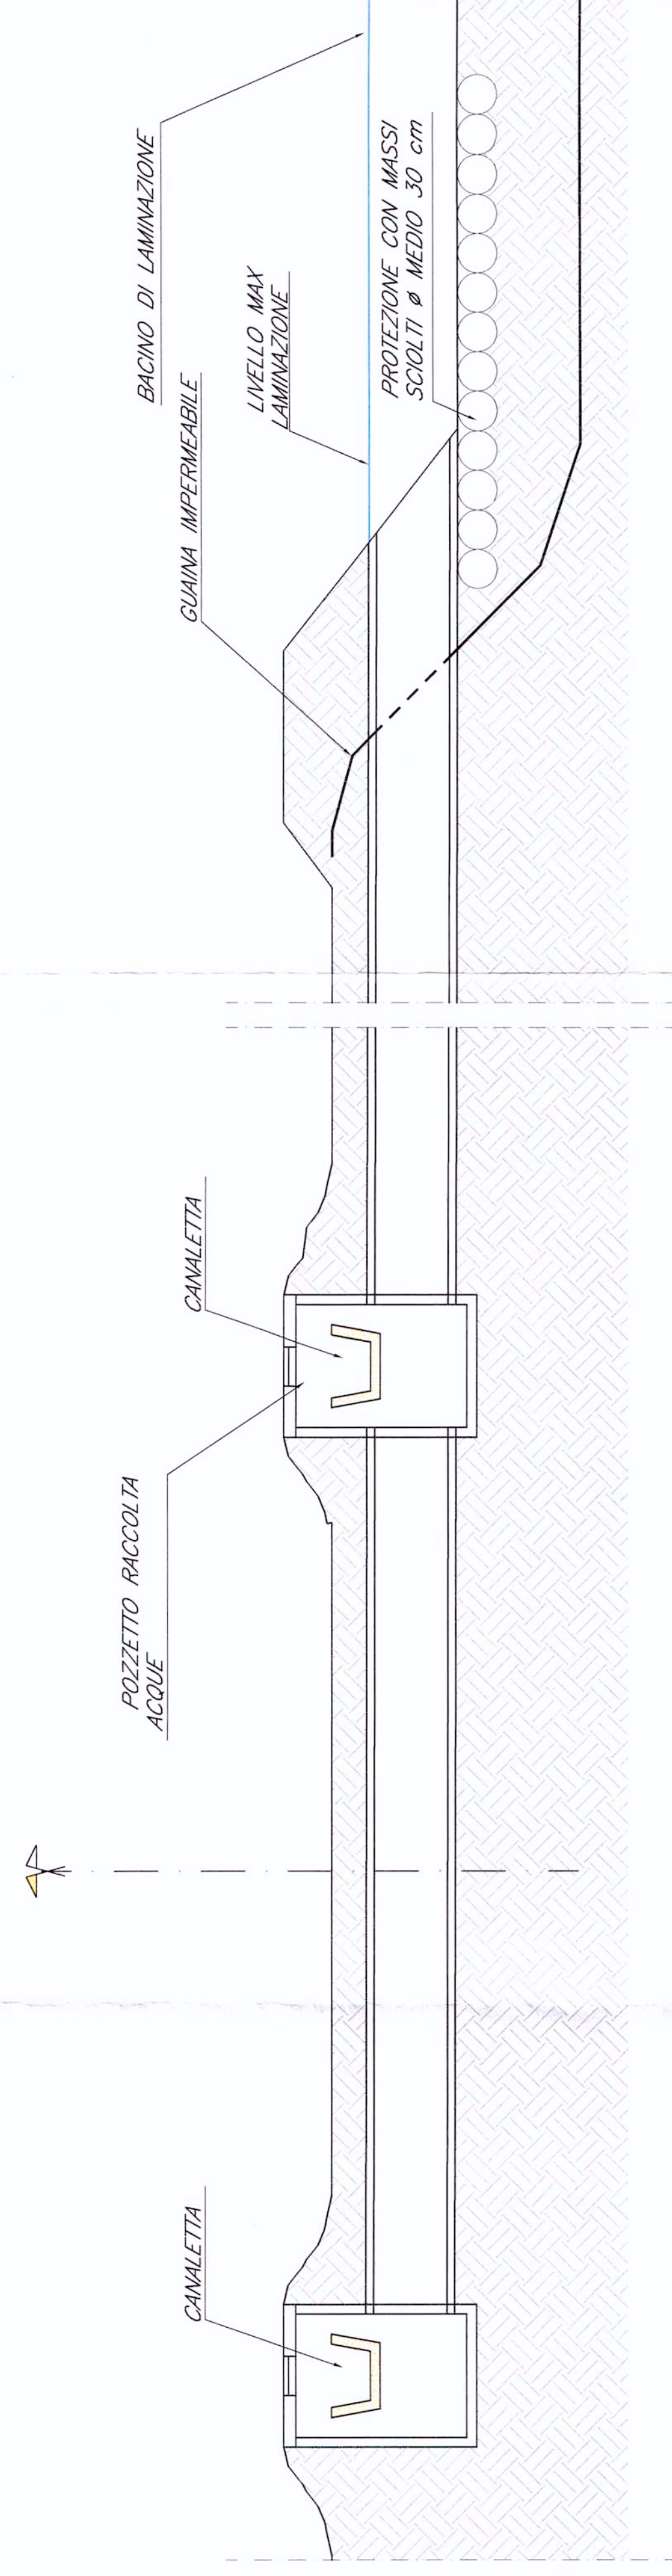 CANALETTA
POZZETTO RACCOLTA
ACQUE
CANALETTA
GUAINA IMPERMEABILE
BACINO DI LAMINAZIONE
LIVELLO MAX
LAMINAZIONE
PROTEZIONE CON MASSI
SCIOLTI ø MEDIO 30 cm